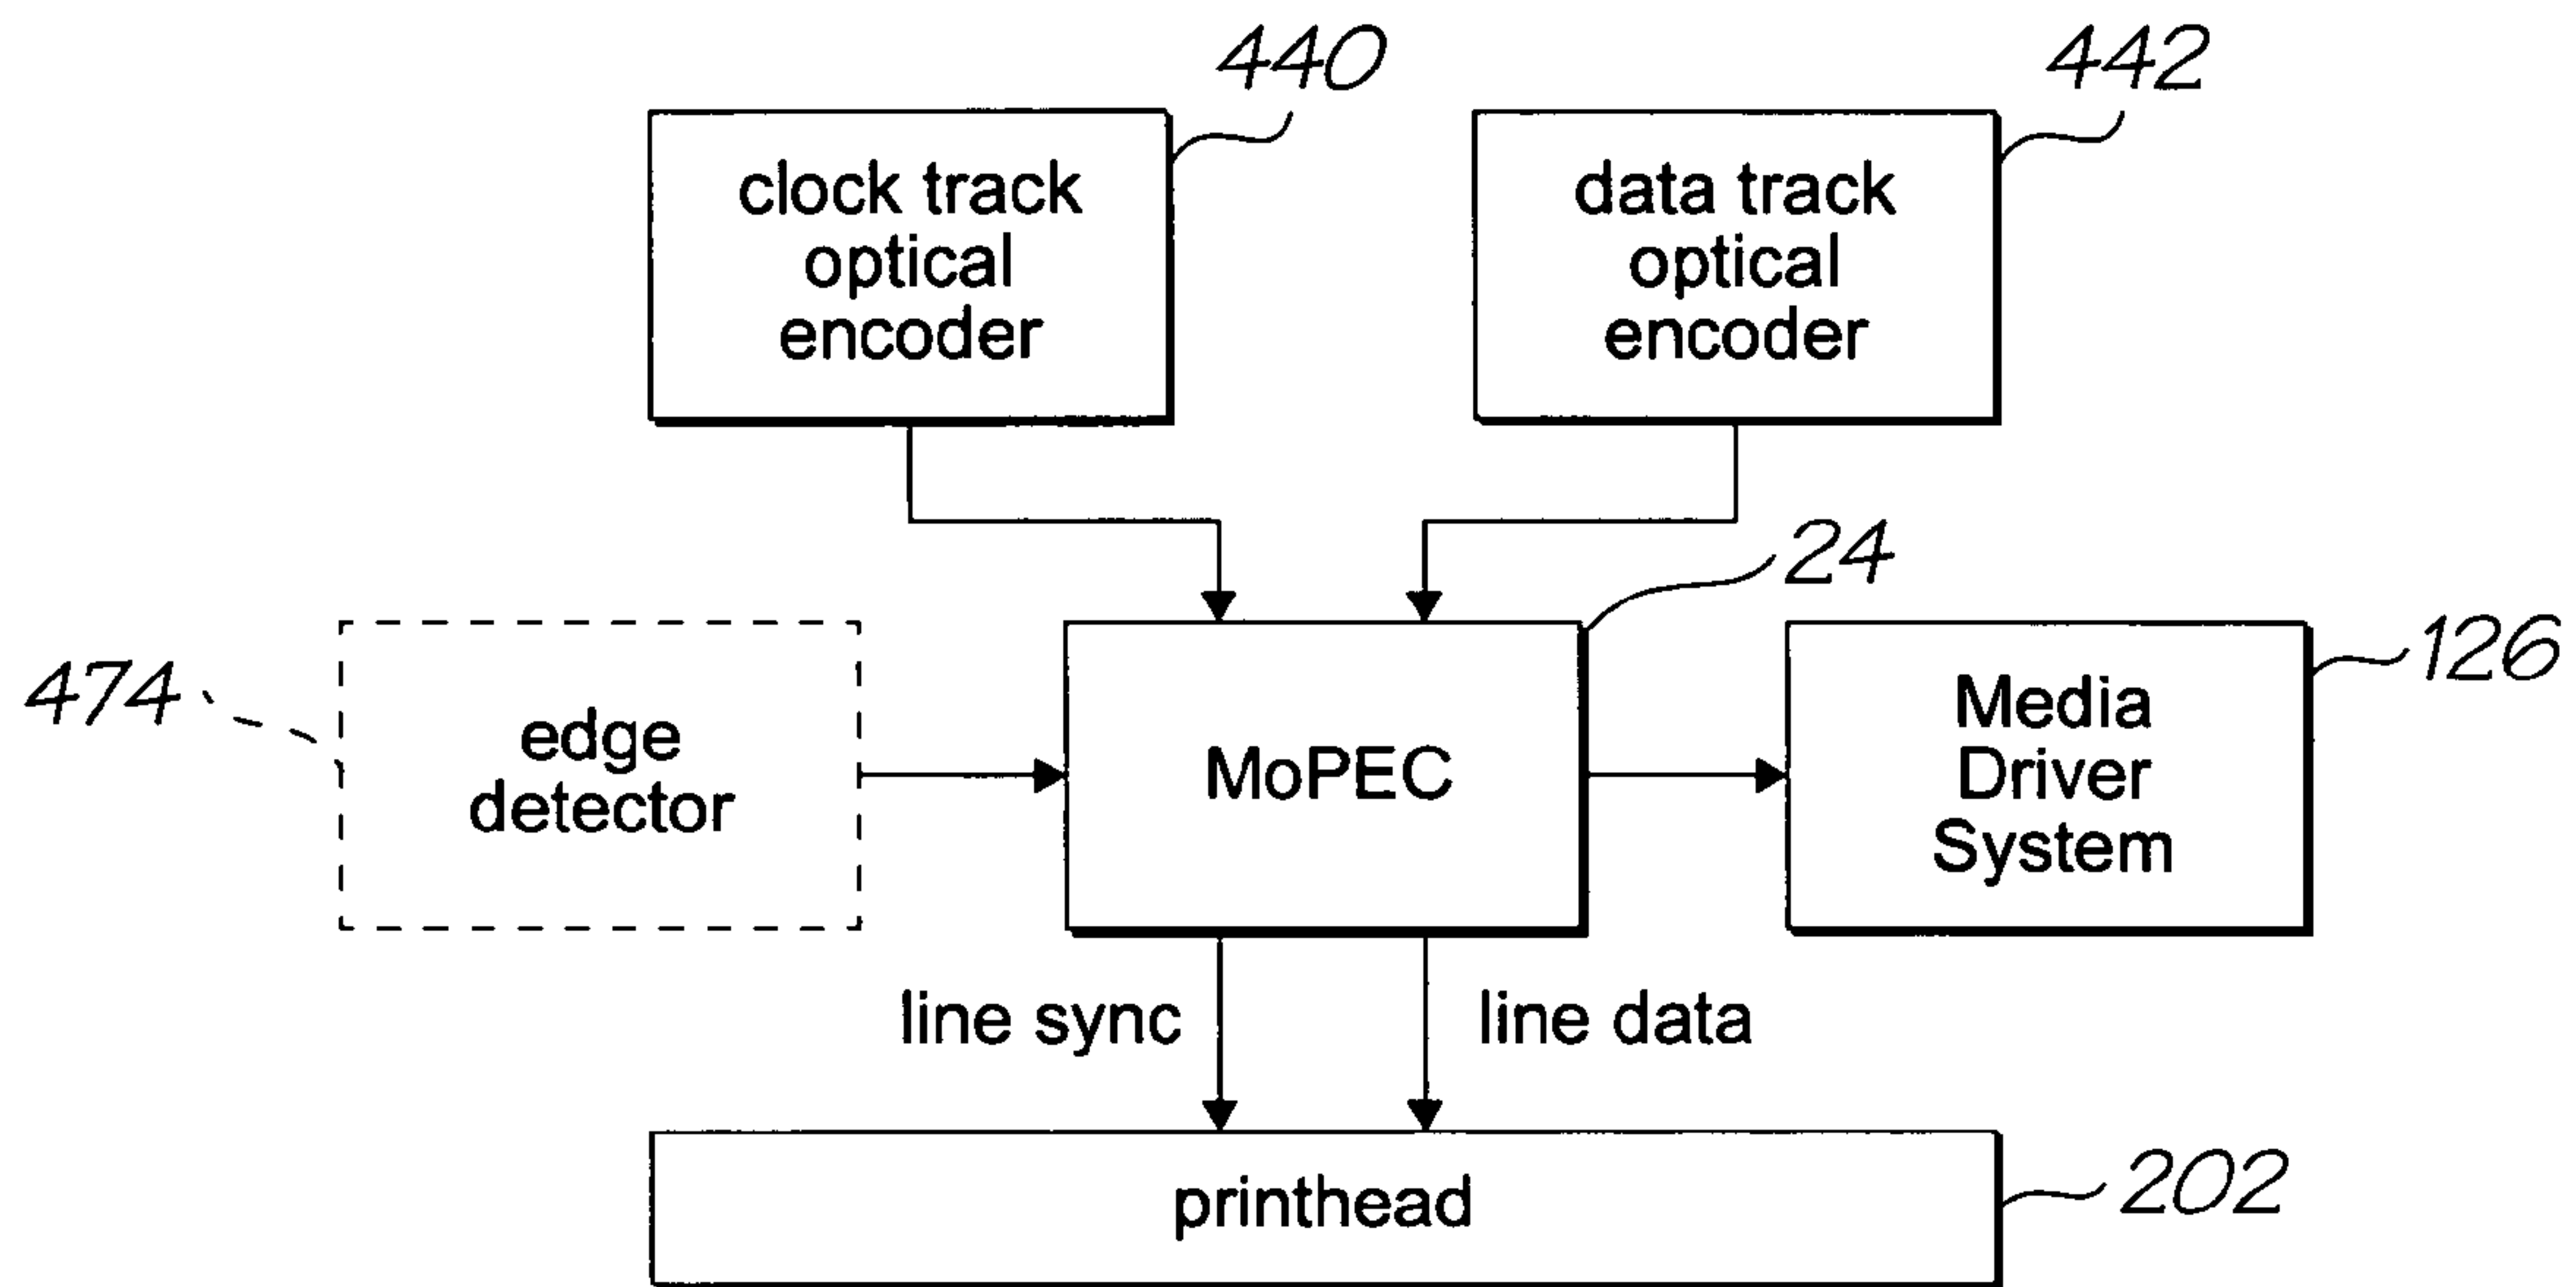 440
442
clock track
optical
encoder
data track
optical
encoder
24
126
474
edge
detector
MoPEC
Media
Driver
System
line sync
line data
printhead
202